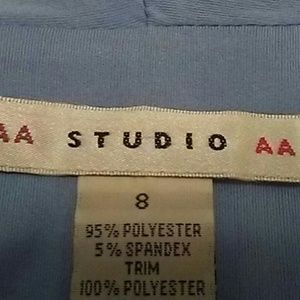 AA STUDIO AA
8
95% POLYESTER
5% SPANDEX
TRIM
100% POLYESTER